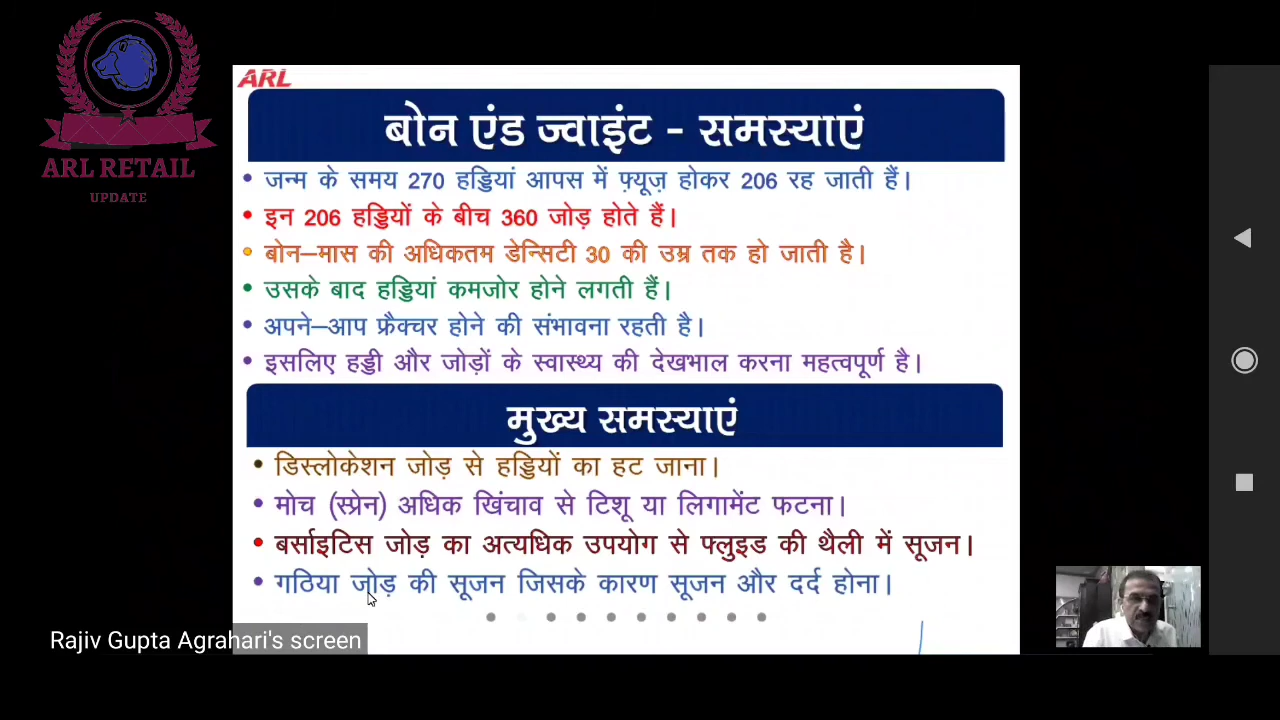 ARL RETAIL
UPDATE
ARL
बोन एंड ज्वाइंट - समस्याएं
• जन्म के समय 270 हड्डियां आपस में फ़्यूज़ होकर 206 रह जाती हैं।
• इन 206 हड्डियों के बीच 360 जोड़ होते हैं।
• बोन–मास की अधिकतम डेन्सिटी 30 की उम्र तक हो जाती है।
• उसके बाद हड्डियां कमजोर होने लगती हैं।
• अपने–आप फ्रैक्चर होने की संभावना रहती है।
• इसलिए हड्डी और जोड़ों के स्वास्थ्य की देखभाल करना महत्वपूर्ण है।
मुख्य समस्याएं
• डिस्लोकेशन जोड़ से हड्डियों का हट जाना।
• मोच (स्प्रेन) अधिक खिंचाव से टिशू या लिगामेंट फटना।
• बर्साइटिस जोड़ का अत्यधिक उपयोग से फ्लुइड की थैली में सूजन।
• गठिया जोड़ की सूजन जिसके कारण सूजन और दर्द होना।
Rajiv Gupta Agrahari's screen